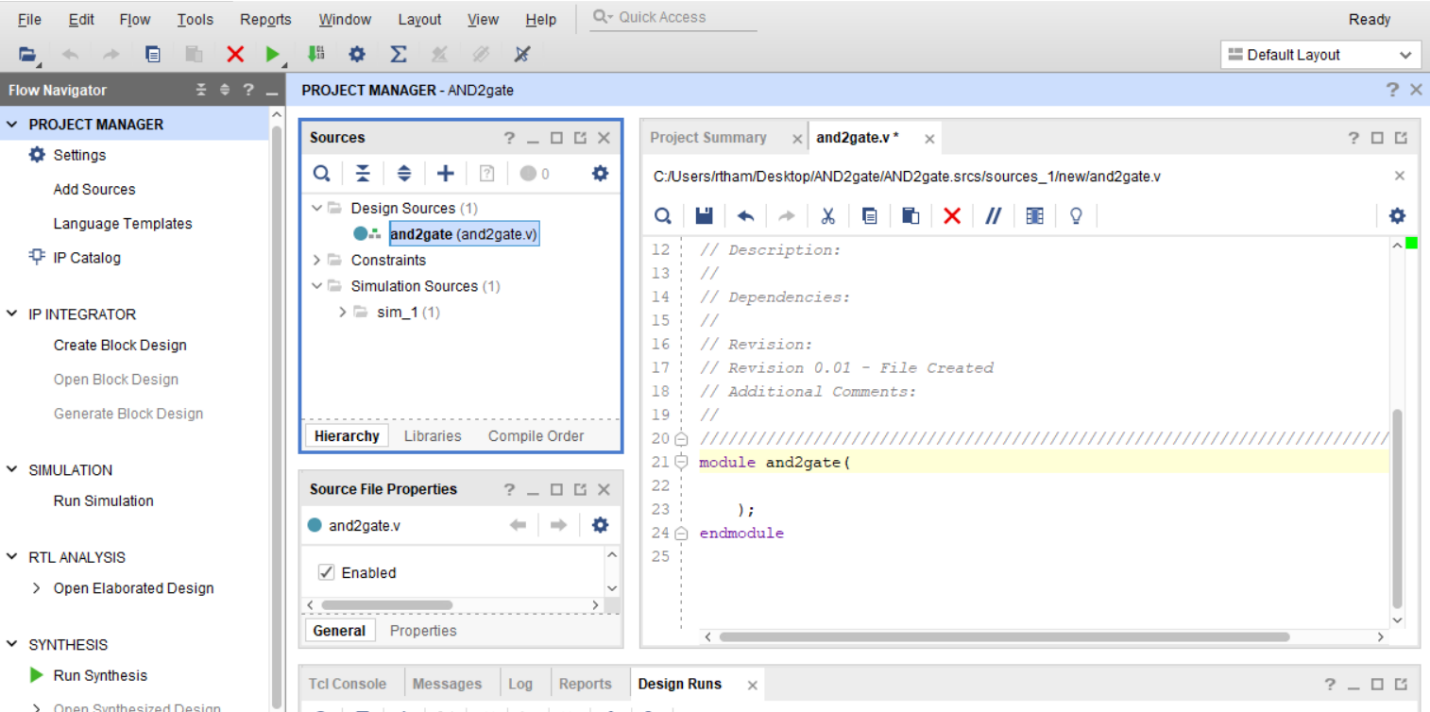 File Edit Flow Tools Reports Window Layout View Help Quick Access Ready
Default Layout
Flow Navigator ? _
PROJECT MANAGER - AND2gate ?
PROJECT MANAGER
Settings
Add Sources
Language Templates
IP Catalog
IP INTEGRATOR
Create Block Design
Open Block Design
Generate Block Design
SIMULATION
Run Simulation
RTL ANALYSIS
Open Elaborated Design
SYNTHESIS
Run Synthesis
Open Synthesized Design
Sources ?
0
Design Sources (1)
and2gate (and2gate.v)
Constraints
Simulation Sources (1)
sim_1 (1)
Hierarchy Libraries Compile Order
Source File Properties ?
and2gate.v
Enabled
General Properties
Project Summary and2gate.v * ?
C:/Users/rtham/Desktop/AND2gate/AND2gate.srcs/sources_1/new/and2gate.v
12 // Description:
13 //
14 // Dependencies:
15 //
16 // Revision:
17 // Revision 0.01 - File Created
18 // Additional Comments:
19 //
20 //////////////////////////////////////////////////////////////////////////
21 module and2gate(
22
23 );
24 endmodule
25
Tcl Console Messages Log Reports Design Runs ?